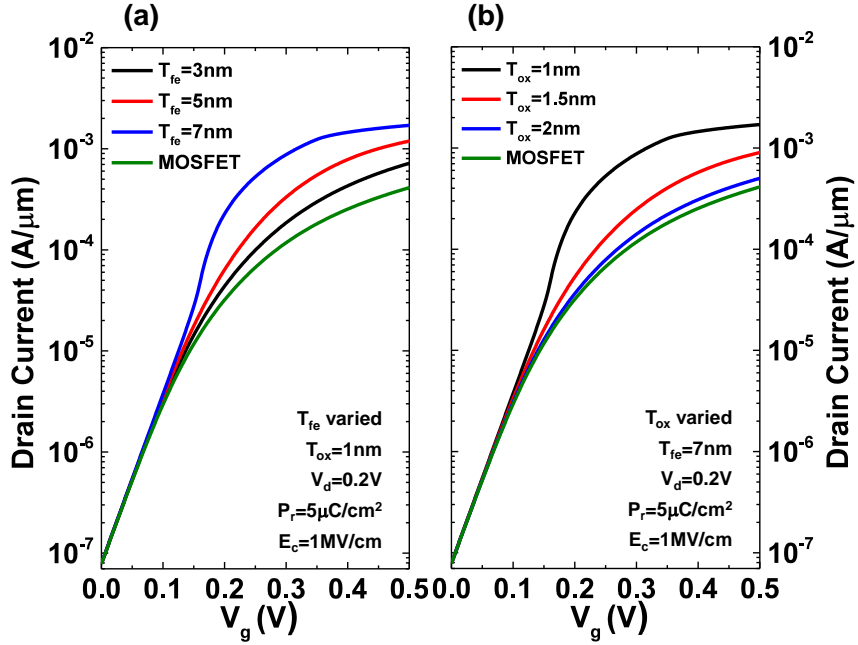 (a)
10⁻²
10⁻³
10⁻⁴
10⁻⁵
10⁻⁶
10⁻⁷
Drain Current (A/μm)
T_fe=3nm
T_fe=5nm
T_fe=7nm
MOSFET
T_fe varied
T_ox=1nm
V_d=0.2V
P_r=5μC/cm²
E_c=1MV/cm
0.0 0.1 0.2 0.3 0.4 0.5
V_g (V)
(b)
T_ox=1nm
T_ox=1.5nm
T_ox=2nm
MOSFET
T_ox varied
T_fe=7nm
V_d=0.2V
P_r=5μC/cm²
E_c=1MV/cm
0.0 0.1 0.2 0.3 0.4 0.5
V_g (V)
10⁻²
10⁻³
10⁻⁴
10⁻⁵
10⁻⁶
10⁻⁷
Drain Current (A/μm)